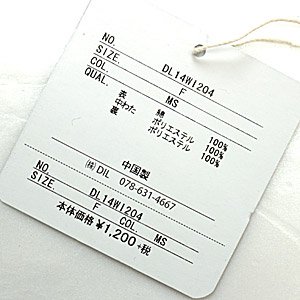 NO. DL14W1204
SIZE F
COL. MS
QUAL.
表 綿 100%
中わた ポリエステル 100%
裏 ポリエステル 100%
中国製
㈱ DIL 078-631-4667
NO. DL14W1204
SIZE F
COL. MS
本体価格 ¥1,200+税